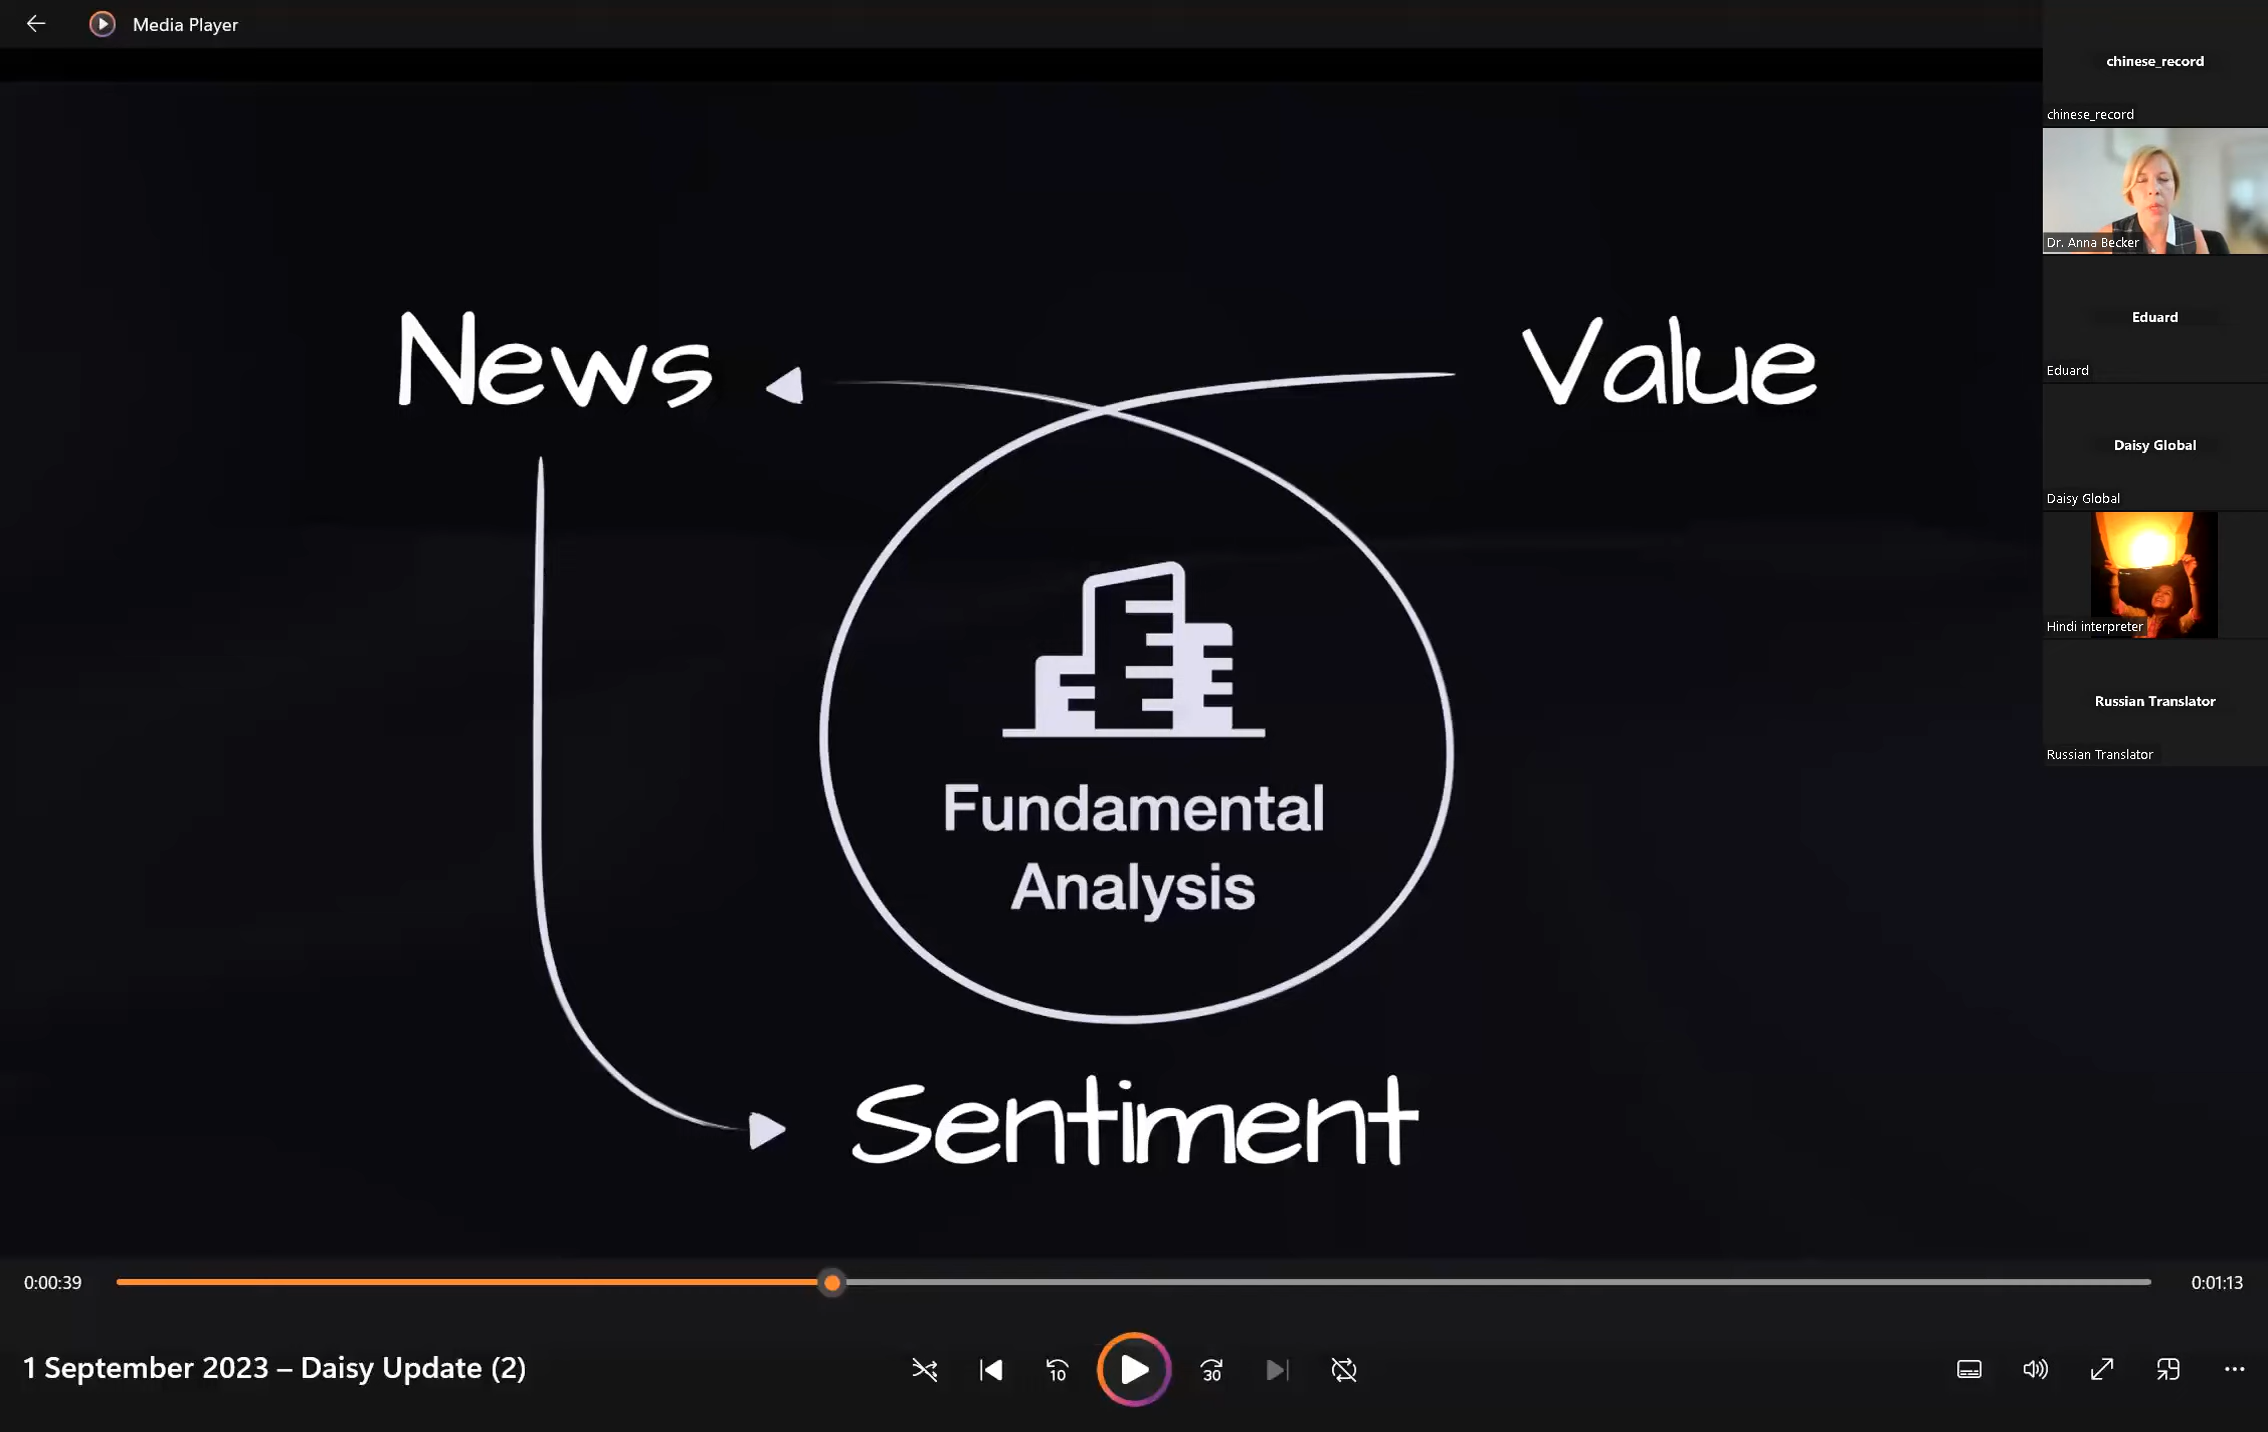 Media Player
chinese_record
chinese_record
Dr. Anna Becker
Eduard
Eduard
Daisy Global
Daisy Global
Hindi interpreter
Russian Translator
Russian Translator
News
Value
Fundamental
Analysis
Sentiment
0:00:39
0:01:13
1 September 2023 – Daisy Update (2)
10
30